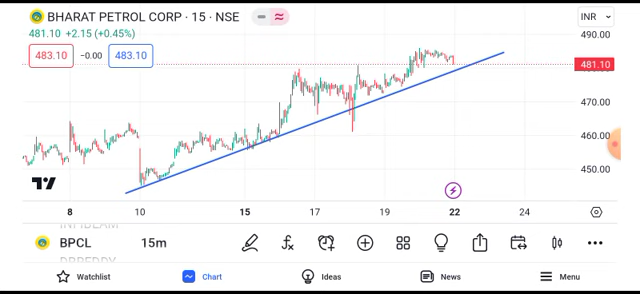 BHARAT PETROL CORP · 15 · NSE
INR
481.10 +2.15 (+0.45%)
483.10 −0.00 483.10
490.00
481.10
470.00
460.00
450.00
8 10 15 17 19 22 24
BPCL 15m
Watchlist Chart Ideas News Menu